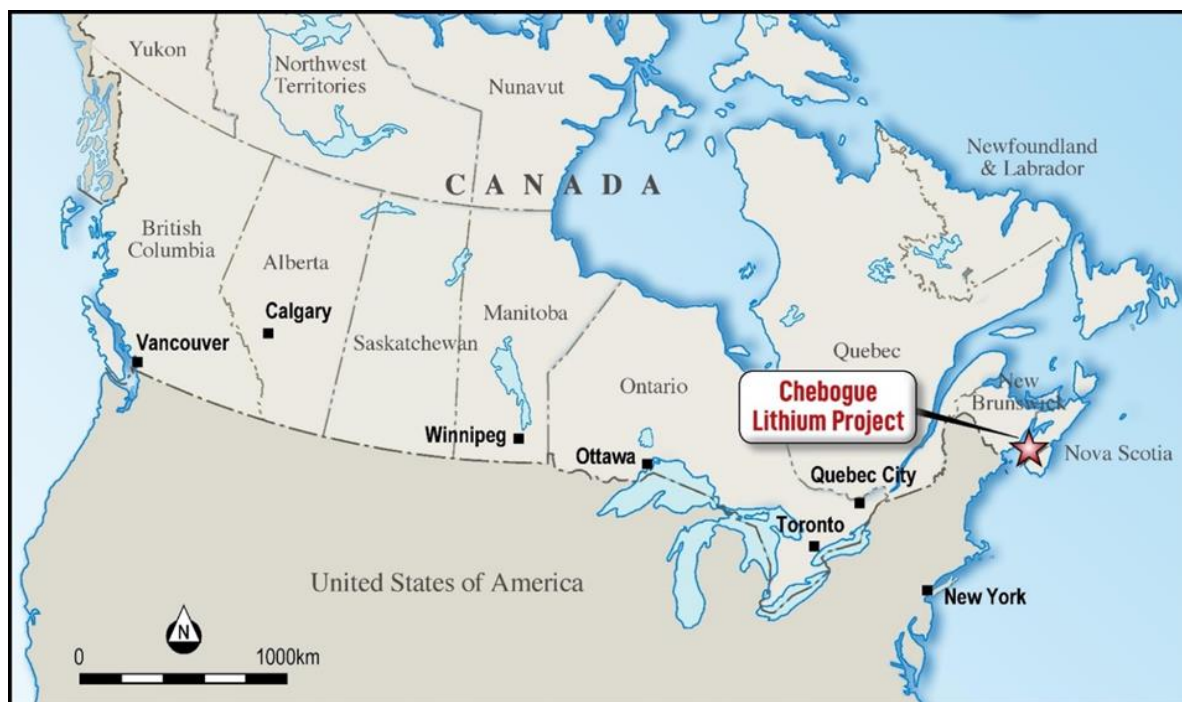 Yukon
Northwest
Territories
Nunavut
Newfoundland
& Labrador
CANADA
British
Columbia
Alberta
Calgary
Manitoba
Vancouver
Saskatchewan
Quebec
Ontario
Chebogue
Lithium Project
New
Brunswick
Winnipeg
Ottawa
Nova Scotia
Quebec City
Toronto
United States of America
New York
N
0 1000km